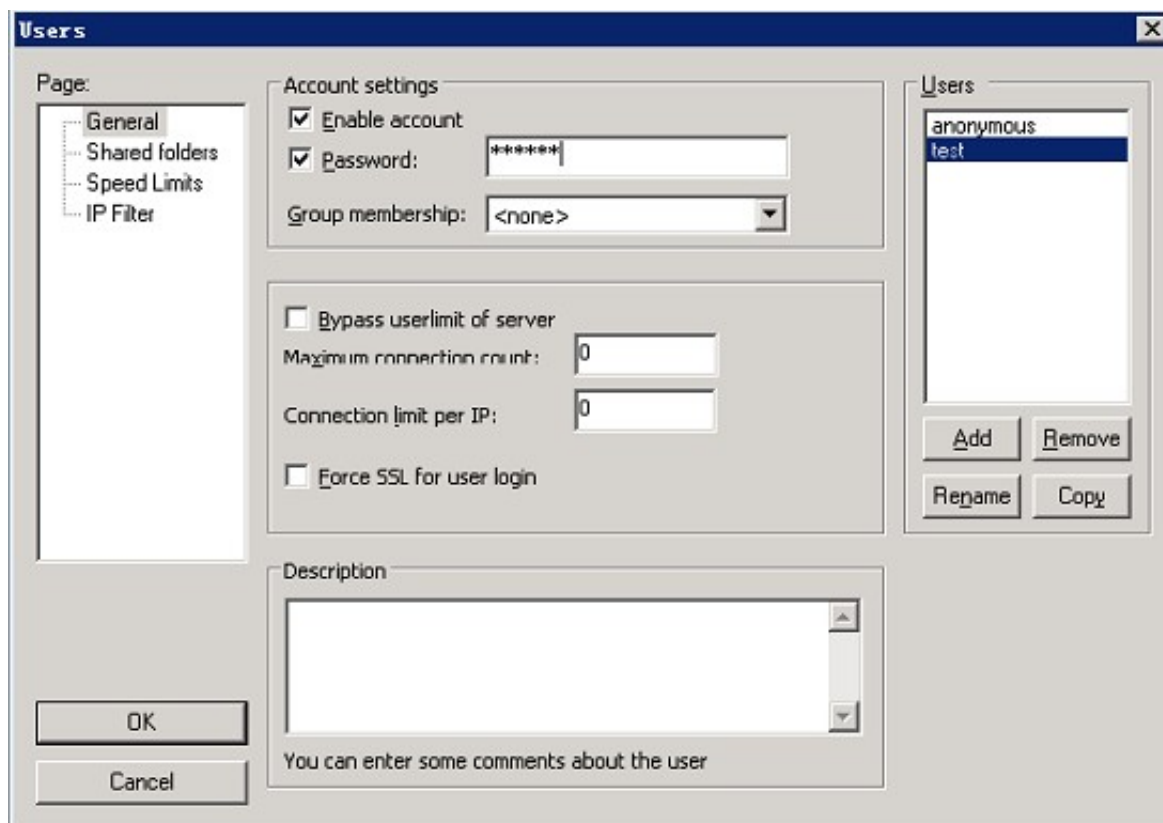 Users
Page:
General
Shared folders
Speed Limits
IP Filter
OK
Cancel
Account settings
Enable account
Password: ******
Group membership: <none>
Bypass userlimit of server
Maximum connection count: 0
Connection limit per IP: 0
Force SSL for user login
Description
You can enter some comments about the user
Users
anonymous
test
Add Remove
Rename Copy